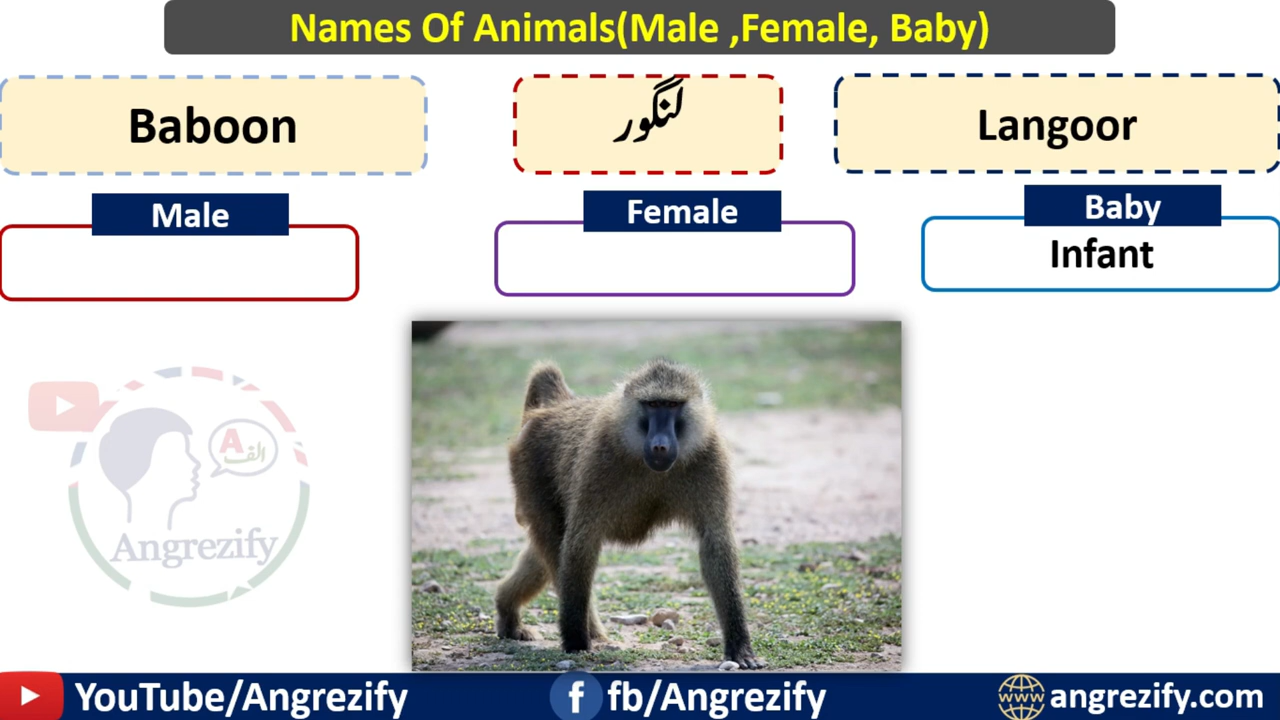 Names Of Animals(Male ,Female, Baby)
Baboon
لنگور
Langoor
Male
Female
Baby
Infant
A
الف
Angrezify
YouTube/Angrezify
f
fb/Angrezify
www
angrezify.com